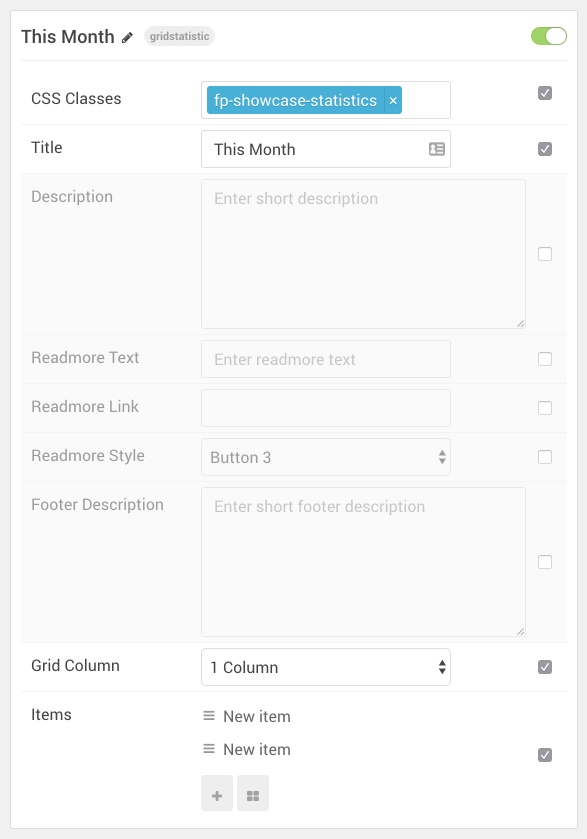 This Month gridstatistic
CSS Classes fp-showcase-statistics ×
Title This Month
Description Enter short description
Readmore Text Enter readmore text
Readmore Link
Readmore Style Button 3
Footer Description Enter short footer description
Grid Column 1 Column
Items New item
New item